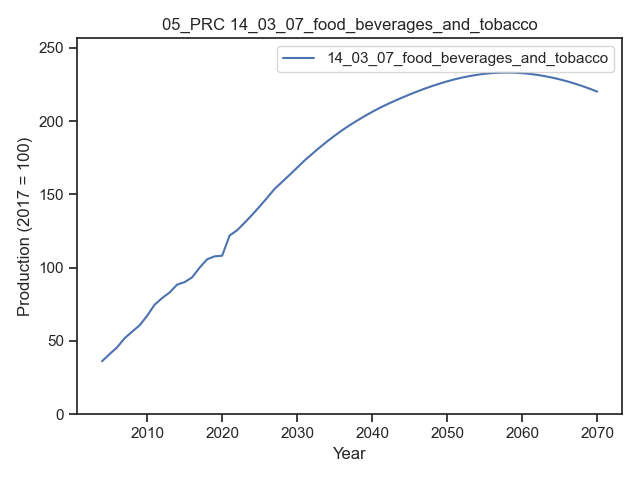 05_PRC 14_03_07_food_beverages_and_tobacco
14_03_07_food_beverages_and_tobacco
Production (2017 = 100)
250
200
150
100
50
0
2010 2020 2030 2040 2050 2060 2070
Year